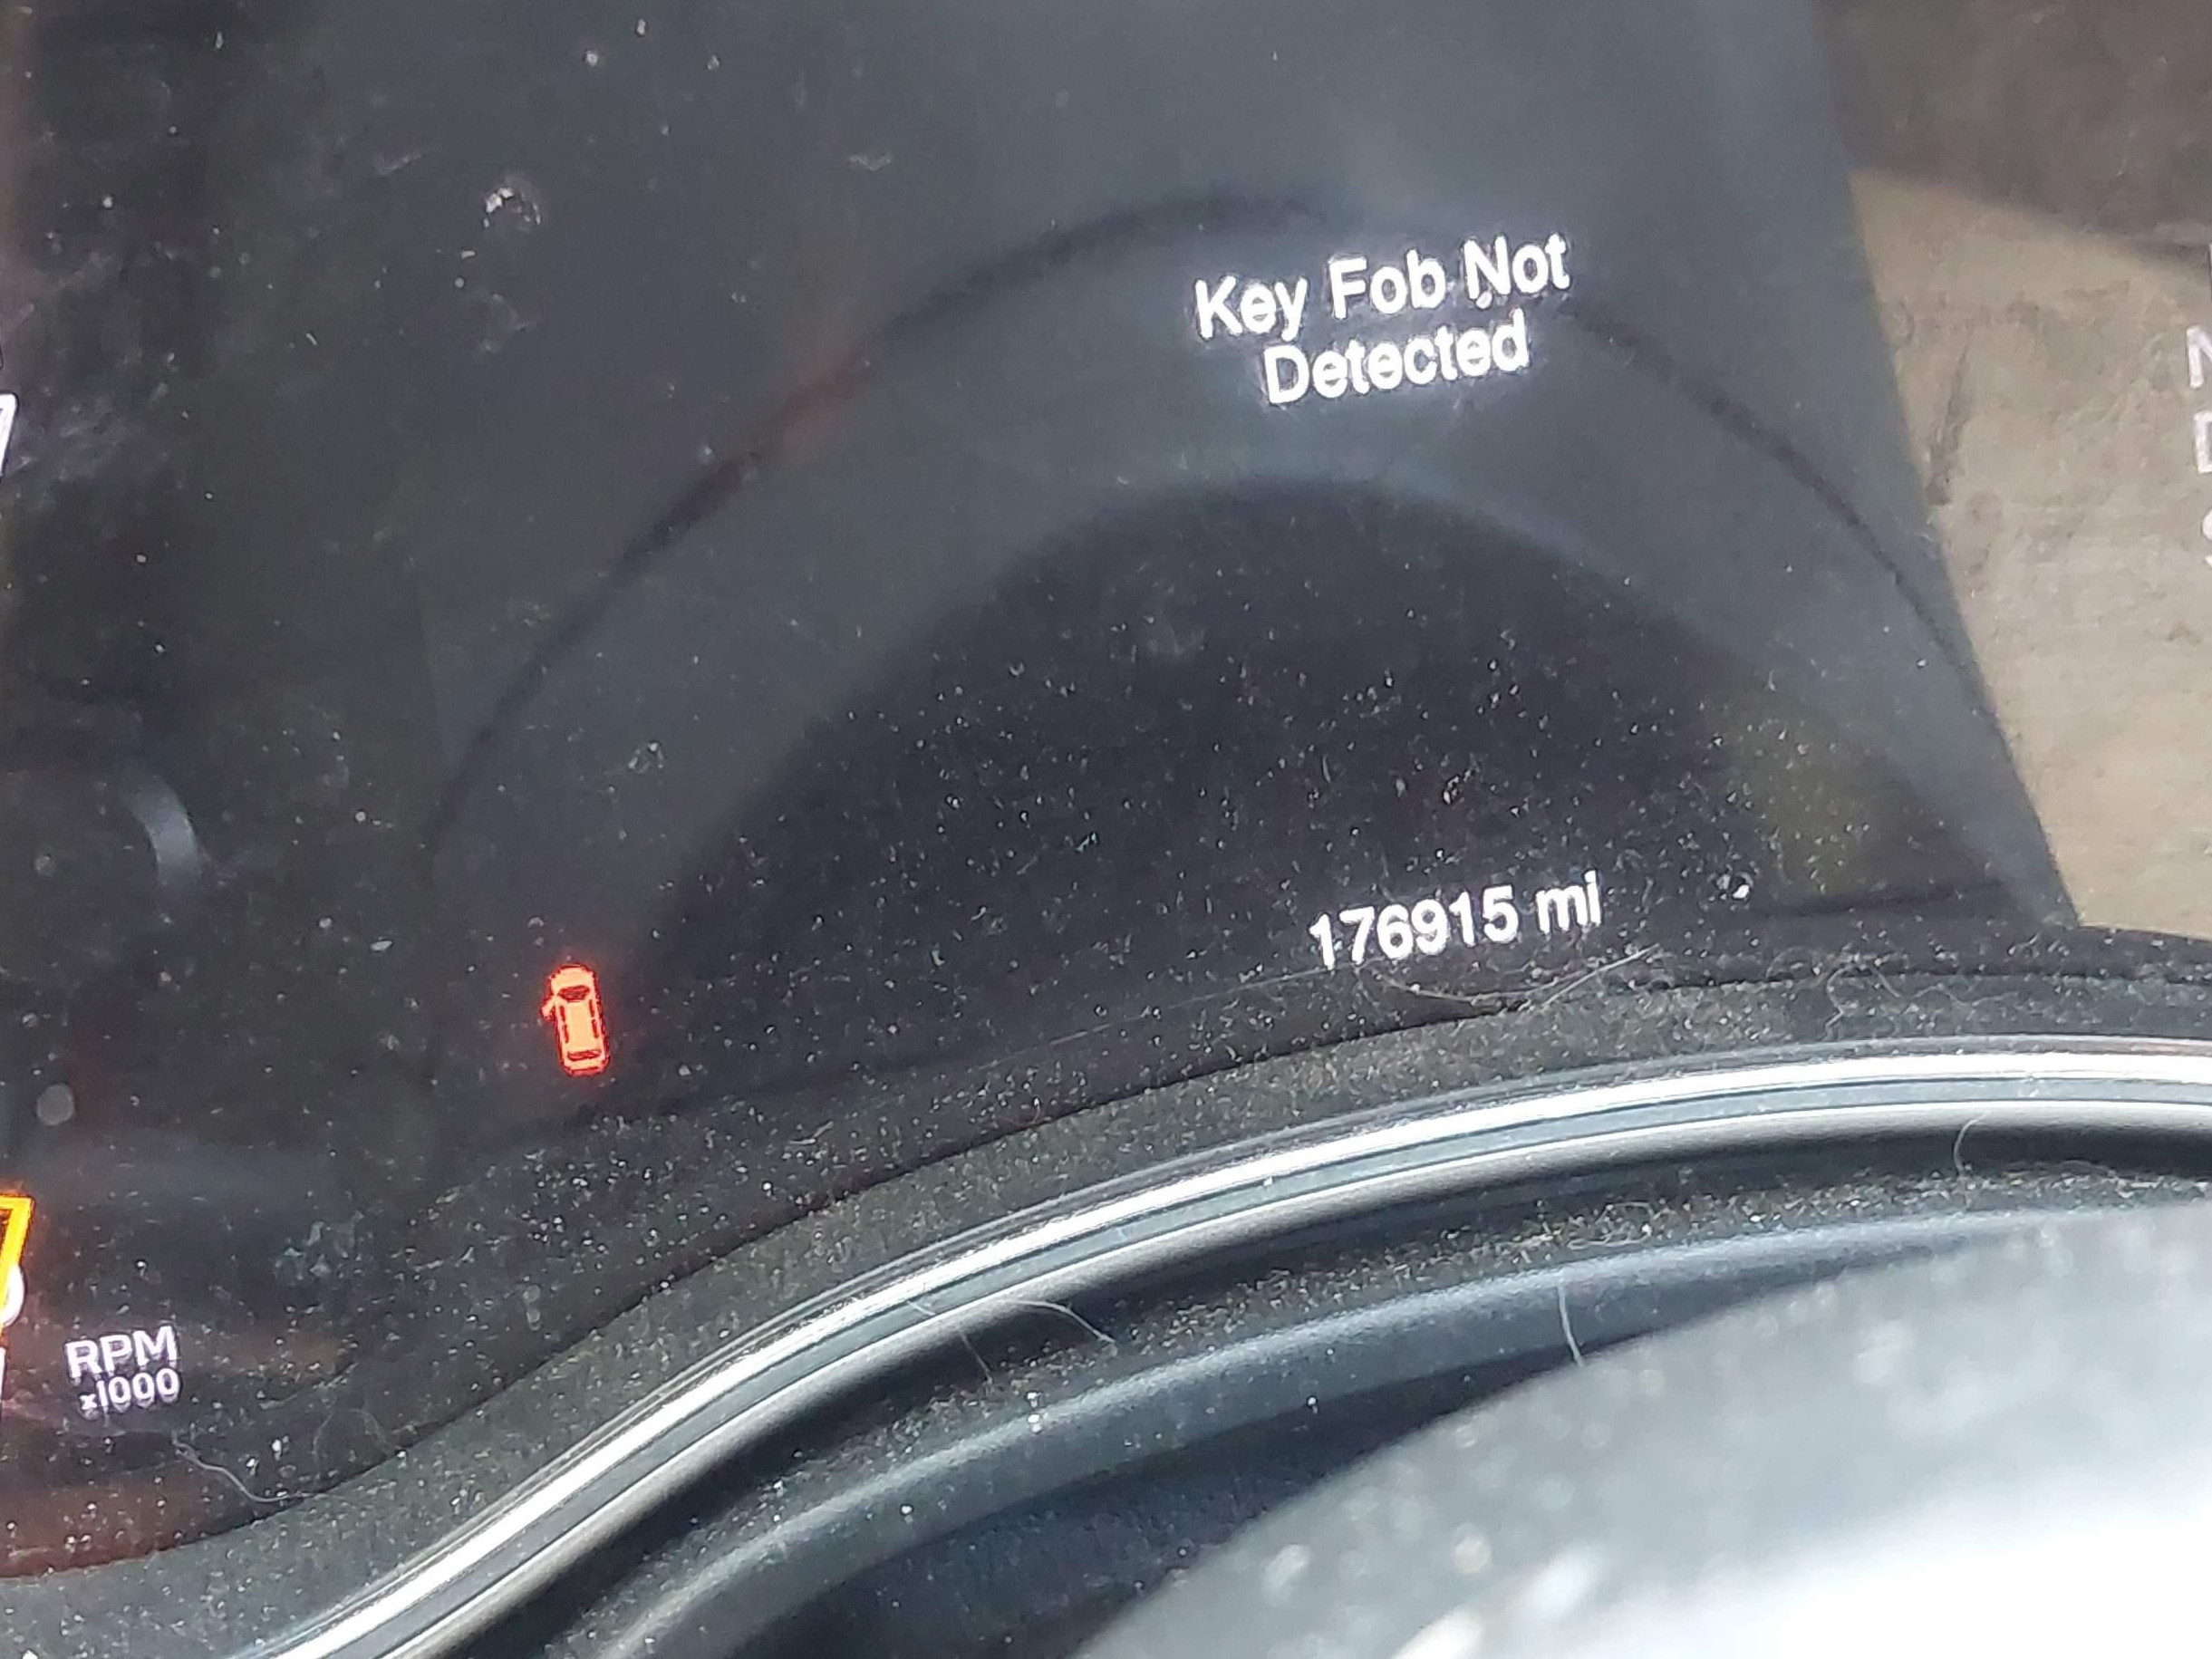 Key Fob Not
Detected
176915 mi
RPM
x1000